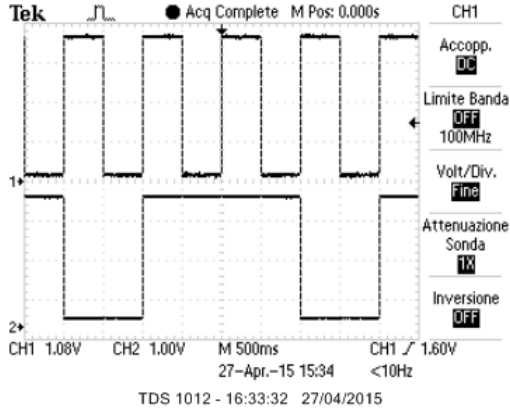 Tek Acq Complete M Pos: 0.000s CH1
Accopp.
DC
Limite Banda
OFF
100MHz
Volt/Div.
Fine
Attenuazione
Sonda
1X
Inversione
OFF
1
2
CH1 1.08V CH2 1.00V M 500ms CH1 1.60V
27-Apr.-15 15:34 <10Hz
TDS 1012 - 16:33:32 27/04/2015